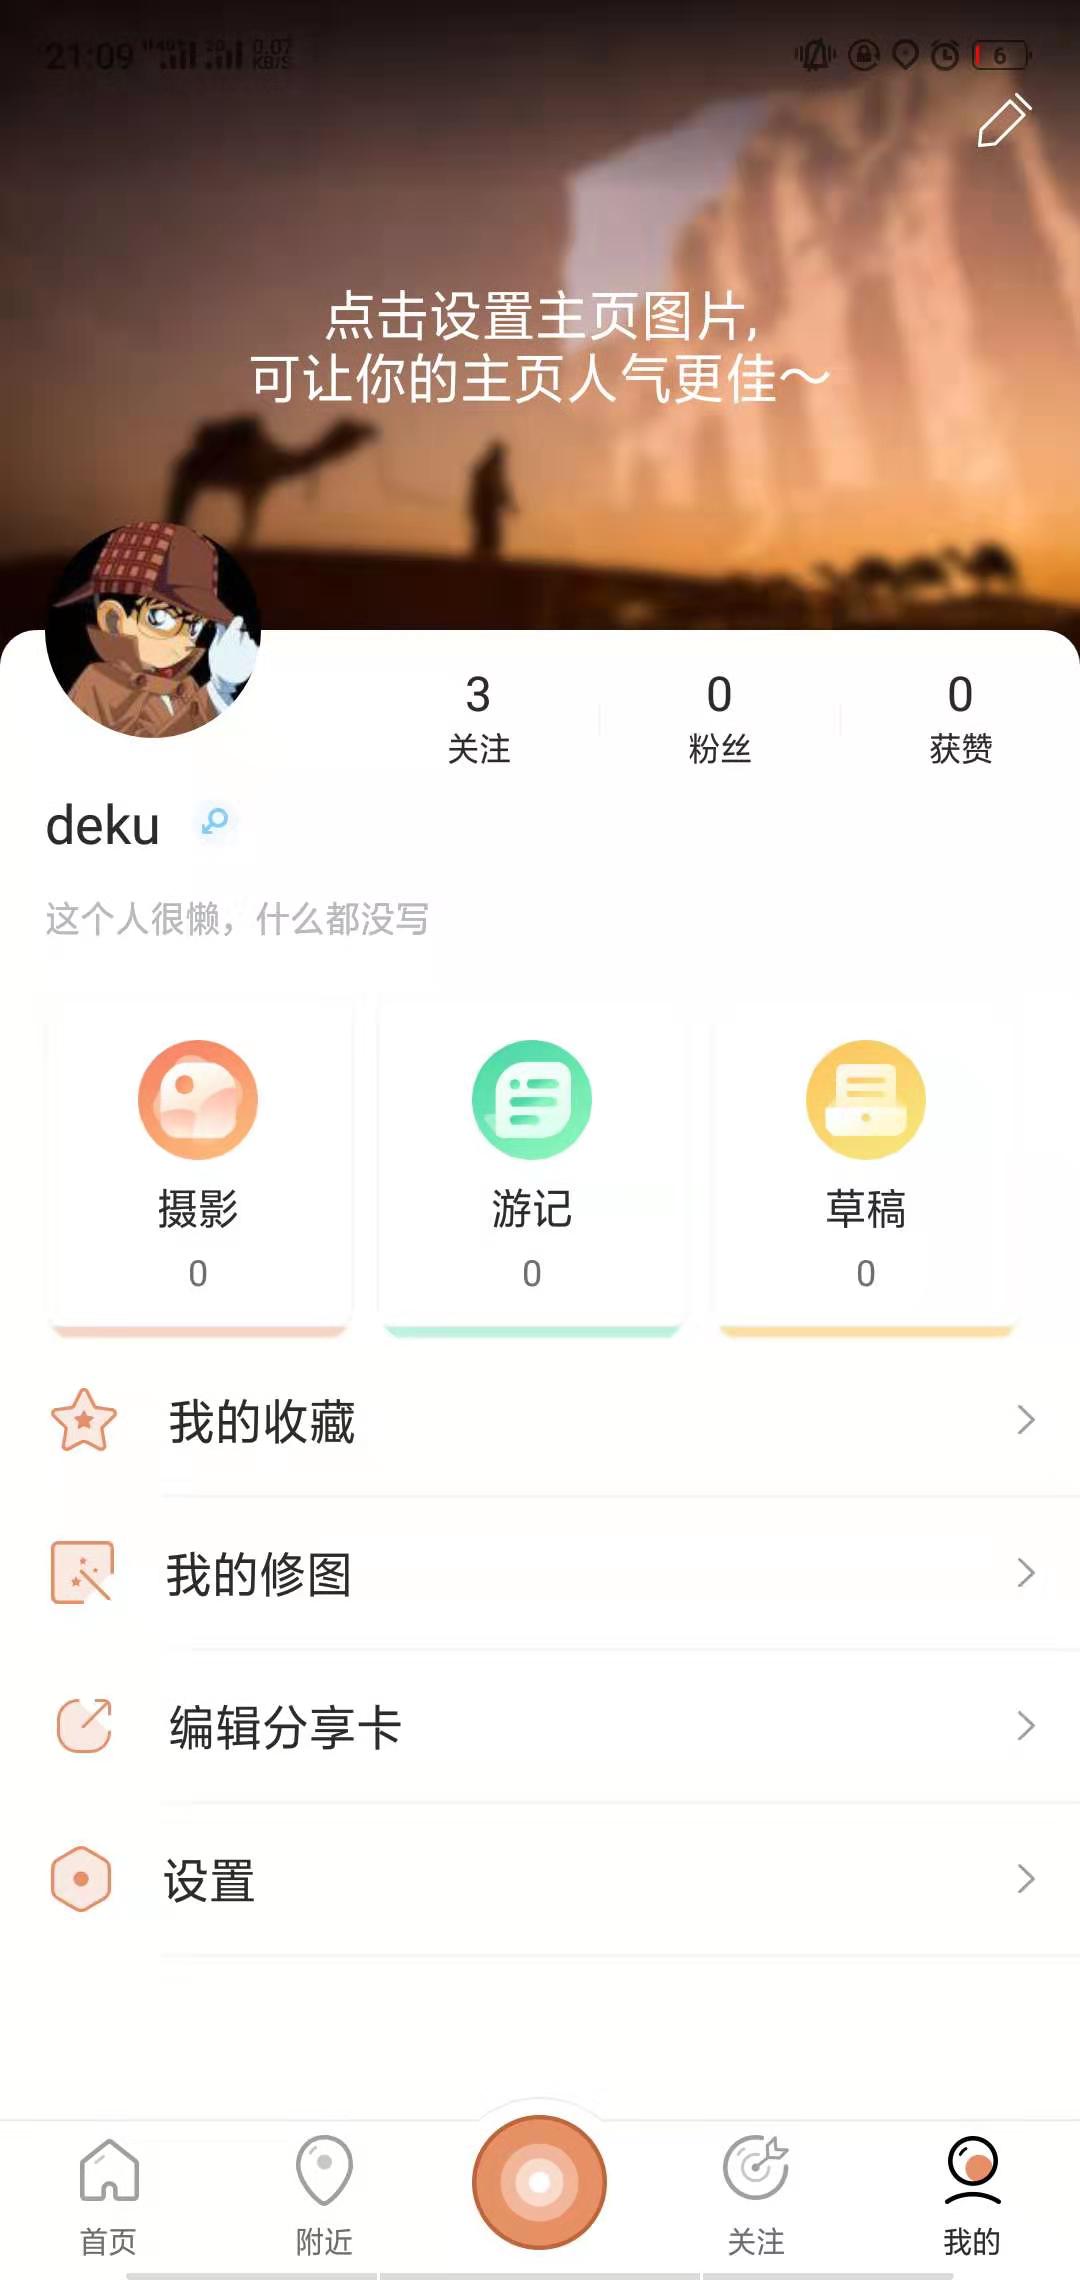 21:09 4G 2G 0.07 KB/S 6
点击设置主页图片,
可让你的主页人气更佳～
3 0 0
关注 粉丝 获赞
deku
这个人很懒，什么都没写
摄影 游记 草稿
0 0 0
我的收藏
我的修图
编辑分享卡
设置
首页 附近 关注 我的